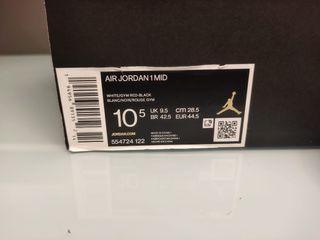 AIR JORDAN 1 MID
WHITE/GYM RED-BLACK
BLANC/NOIR/ROUGE GYM
10 5
UK 9.5
CM 28.5
BR 42.5
EUR 44.5
JORDAN.COM
554724 122